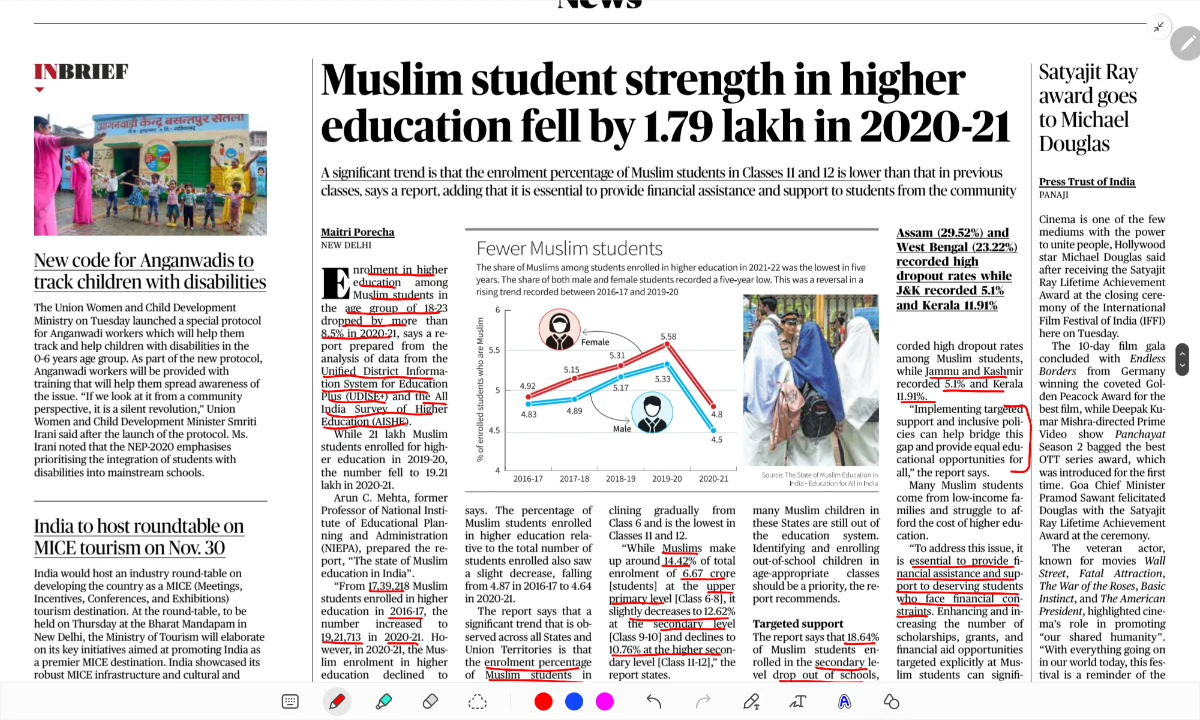 News
INBRIEF
आंगनवाड़ी केन्द्र बसन्तपुर सैंतली
New code for Anganwadis to
track children with disabilities
The Union Women and Child Development
Ministry on Tuesday launched a special protocol
for Anganwadi workers which will help them
track and help children with disabilities in the
0-6 years age group. As part of the new protocol,
Anganwadi workers will be provided with
training that will help them spread awareness of
the issue. “If we look at it from a community
perspective, it is a silent revolution,” Union
Women and Child Development Minister Smriti
Irani said after the launch of the protocol. Ms.
Irani noted that the NEP-2020 emphasises
prioritising the integration of students with
disabilities into mainstream schools.
India to host roundtable on
MICE tourism on Nov. 30
India would host an industry round-table on
developing the country as a MICE (Meetings,
Incentives, Conferences, and Exhibitions)
tourism destination. At the round-table, to be
held on Thursday at the Bharat Mandapam in
New Delhi, the Ministry of Tourism will elaborate
on its key initiatives aimed at promoting India as
a premier MICE destination. India showcased its
robust MICE infrastructure and cultural and
Muslim student strength in higher
education fell by 1.79 lakh in 2020-21
A significant trend is that the enrolment percentage of Muslim students in Classes 11 and 12 is lower than that in previous
classes, says a report, adding that it is essential to provide financial assistance and support to students from the community
Maitri Porecha
NEW DELHI
Enrolment in higher
education among
Muslim students in
the age group of 18-23
dropped by more than
8.5% in 2020-21, says a re-
port prepared from the
analysis of data from the
Unified District Informa-
tion System for Education
Plus (UDISE+) and the All
India Survey of Higher
Education (AISHE).
While 21 lakh Muslim
students enrolled for high-
er education in 2019-20,
the number fell to 19.21
lakh in 2020-21.
Arun C. Mehta, former
Professor of National Insti-
tute of Educational Plan-
ning and Administration
(NIEPA), prepared the re-
port, “The state of Muslim
education in India”.
“From 17,39,218 Muslim
students enrolled in higher
education in 2016-17, the
number increased to
19,21,713 in 2020-21. Ho-
wever, in 2020-21, the Mus-
lim enrolment in higher
education declined to
Fewer Muslim students
The share of Muslims among students enrolled in higher education in 2021-22 was the lowest in five
years. The share of both male and female students recorded a five-year low. This was a reversal in a
rising trend recorded between 2016-17 and 2019-20
% of enrolled students who are Muslim
6
5.5
5
4.5
4
Female
Male
4.92
5.15
5.31
5.58
4.8
4.83
4.89
5.17
5.33
4.5
2016-17 2017-18 2018-19 2019-20 2020-21
Source: The State of Muslim Education in
India - Education for All in India
says. The percentage of
Muslim students enrolled
in higher education rela-
tive to the total number of
students enrolled also saw
a slight decrease, falling
from 4.87 in 2016-17 to 4.64
in 2020-21.
The report says that a
significant trend that is ob-
served across all States and
Union Territories is that
the enrolment percentage
of Muslim students in
clining gradually from
Class 6 and is the lowest in
Class 11 and 12.
“While Muslims make
up around 14.42% of total
enrolment of 6.67 crore
[students] at the upper
primary level [Class 6-8], it
slightly decreases to 12.62%
at the secondary level
[Class 9-10] and declines to
10.76% at the higher secon-
dary level [Class 11-12],” the
report states.
many Muslim children in
these States are still out of
the education system.
Identifying and enrolling
out-of-school children in
age-appropriate classes
should be a priority, the re-
port recommends.
Targeted support
The report says that 18.64%
of Muslim students en-
rolled in the secondary le-
vel drop out of schools,
Assam (29.52%) and
West Bengal (23.22%)
recorded high
dropout rates while
J&K recorded 5.1%
and Kerala 11.91%
corded high dropout rates
among Muslim students,
while Jammu and Kashmir
recorded 5.1% and Kerala
11.91%.
“Implementing targeted
support and inclusive poli-
cies can help bridge this
gap and provide equal edu-
cational opportunities for
all,” the report says.
Many Muslim students
come from low-income fa-
milies and struggle to af-
ford the cost of higher edu-
cation.
“To address this issue, it
is essential to provide fi-
nancial assistance and sup-
port to deserving students
who face financial con-
straints. Enhancing and in-
creasing the number of
scholarships, grants, and
financial aid opportunities
targeted explicitly at Mus-
lim students can signifi-
Satyajit Ray
award goes
to Michael
Douglas
Press Trust of India
PANAJI
Cinema is one of the few
mediums with the power
to unite people, Hollywood
star Michael Douglas said
after receiving the Satyajit
Ray Lifetime Achievement
Award at the closing cere-
mony of the International
Film Festival of India (IFFI)
here on Tuesday.
The 10-day film gala
concluded with Endless
Borders from Germany
winning the coveted Gol-
den Peacock Award for the
best film, while Deepak Ku-
mar Mishra-directed Prime
Video show Panchayat
Season 2 bagged the best
OTT series award, which
was introduced for the first
time. Goa Chief Minister
Pramod Sawant felicitated
Douglas with the Satyajit
Ray Lifetime Achievement
Award at the ceremony.
The veteran actor,
known for movies Wall
Street, Fatal Attraction,
The War of the Roses, Basic
Instinct, and The American
President, highlighted cine-
ma’s role in promoting
“our shared humanity”.
“With everything going on
in our world today, this fes-
tival is a reminder of the